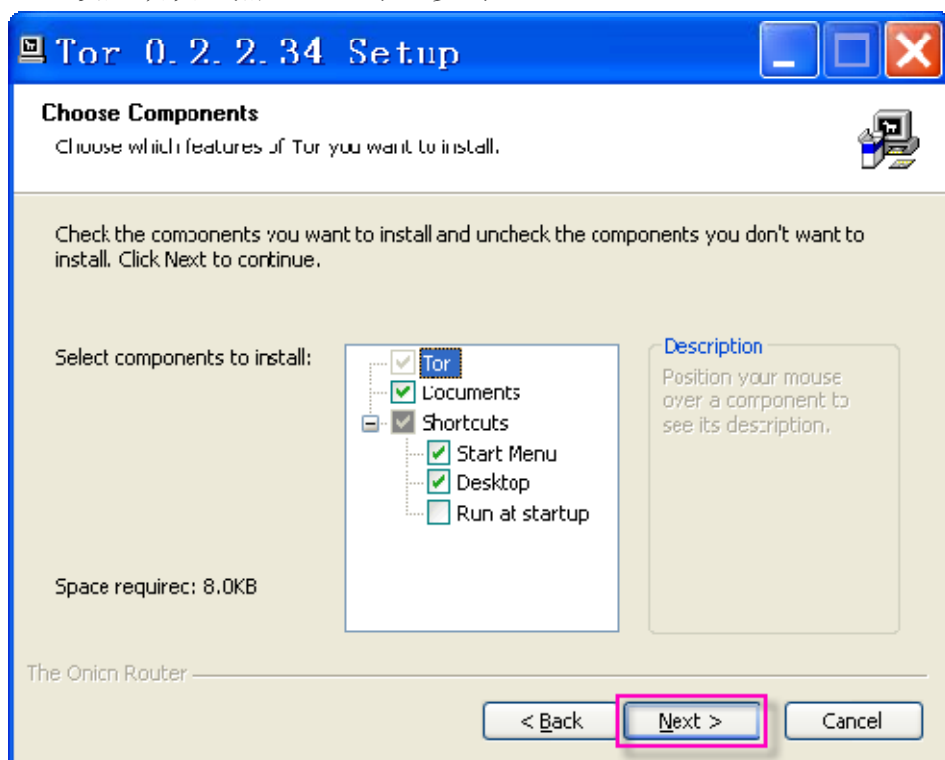 Tor 0.2.2.34 Setup
Choose Components
Choose which features of Tor you want to install.
Check the components you want to install and uncheck the components you don't want to
install. Click Next to continue.
Select components to install:
Tor
Documents
Shortcuts
Start Menu
Desktop
Run at startup
Description
Position your mouse
over a component to
see its description.
Space required: 8.0KB
The Onion Router
< Back
Next >
Cancel